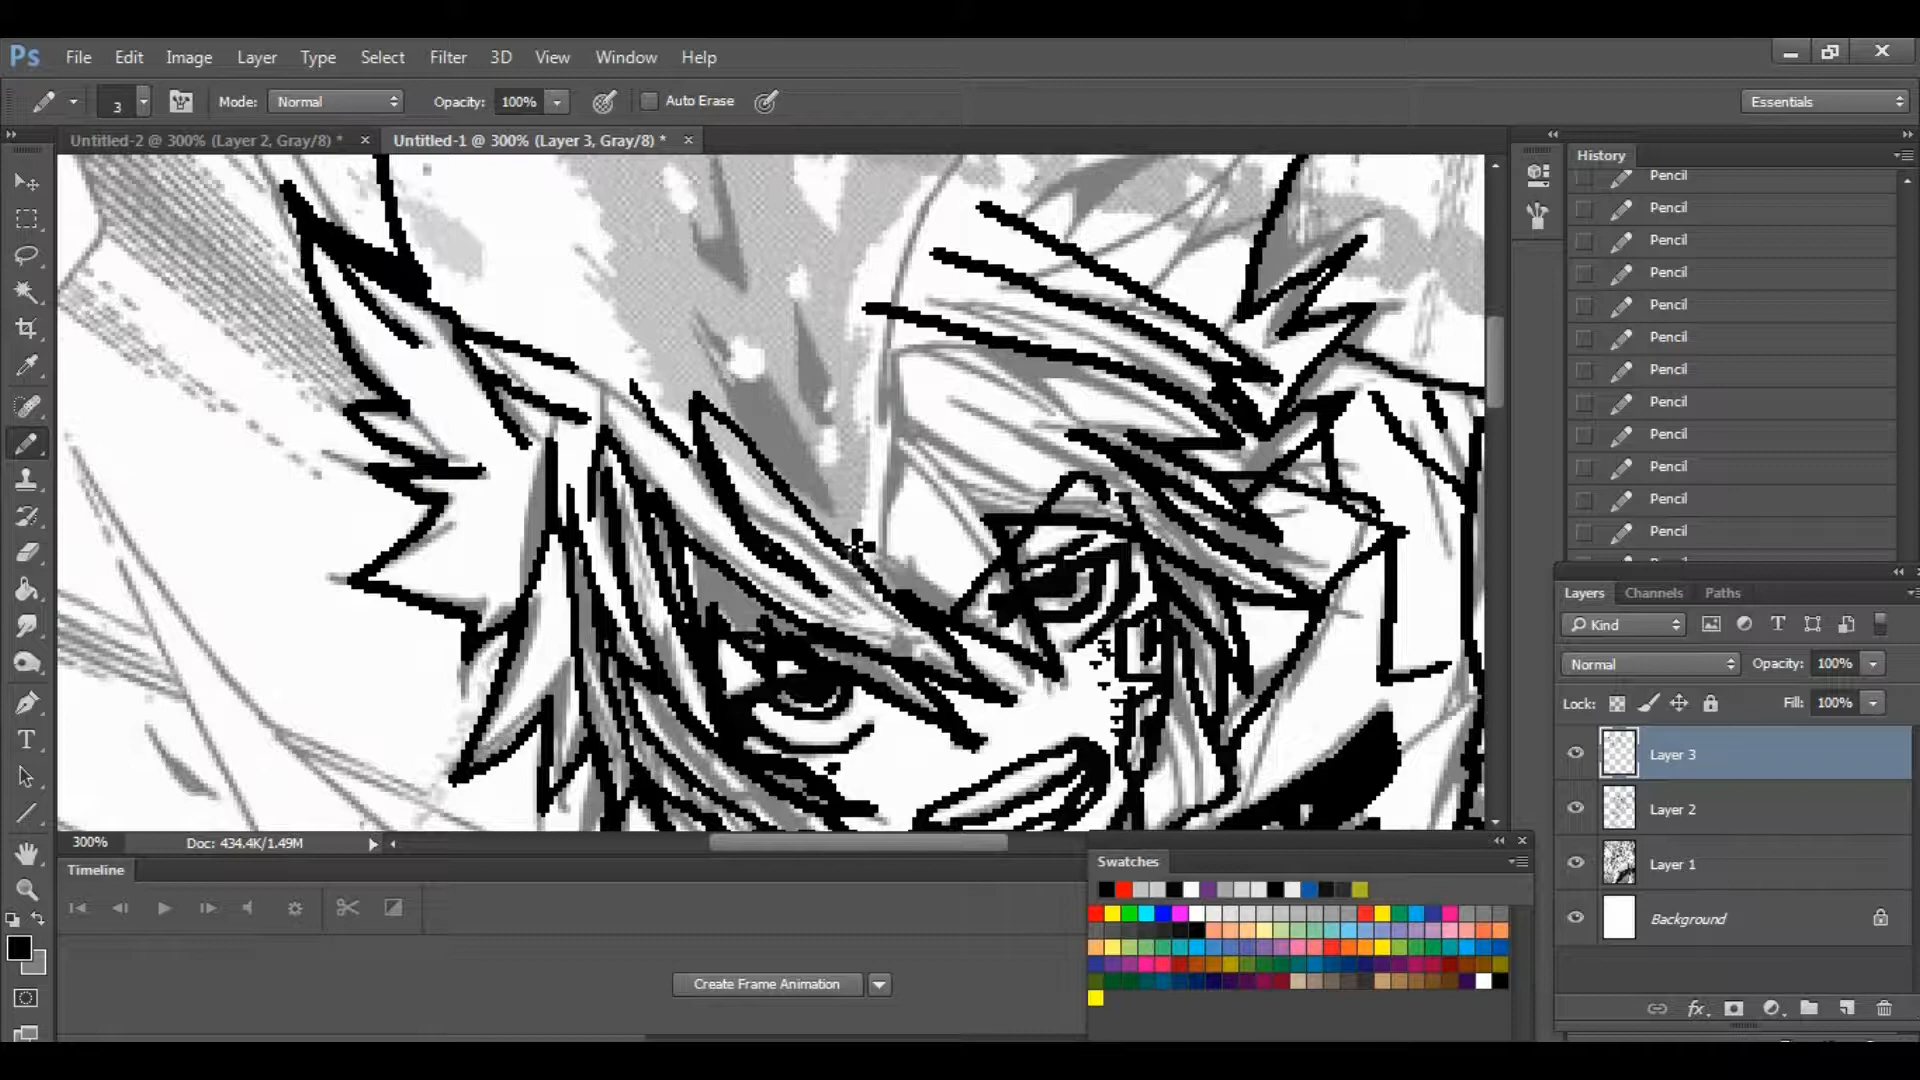 Ps File Edit Image Layer Type Select Filter 3D View Window Help
3 Mode: Normal Opacity: 100% Auto Erase Essentials
Untitled-2 @ 300% (Layer 2, Gray/8) * Untitled-1 @ 300% (Layer 3, Gray/8) *
History
Pencil
Pencil
Pencil
Pencil
Pencil
Pencil
Pencil
Pencil
Pencil
Pencil
Pencil
Pencil
Layers Channels Paths
Kind
Normal Opacity: 100%
Lock: Fill: 100%
Layer 3
Layer 2
Layer 1
Background
300% Doc: 434.4K/1.49M
Timeline
Swatches
Create Frame Animation